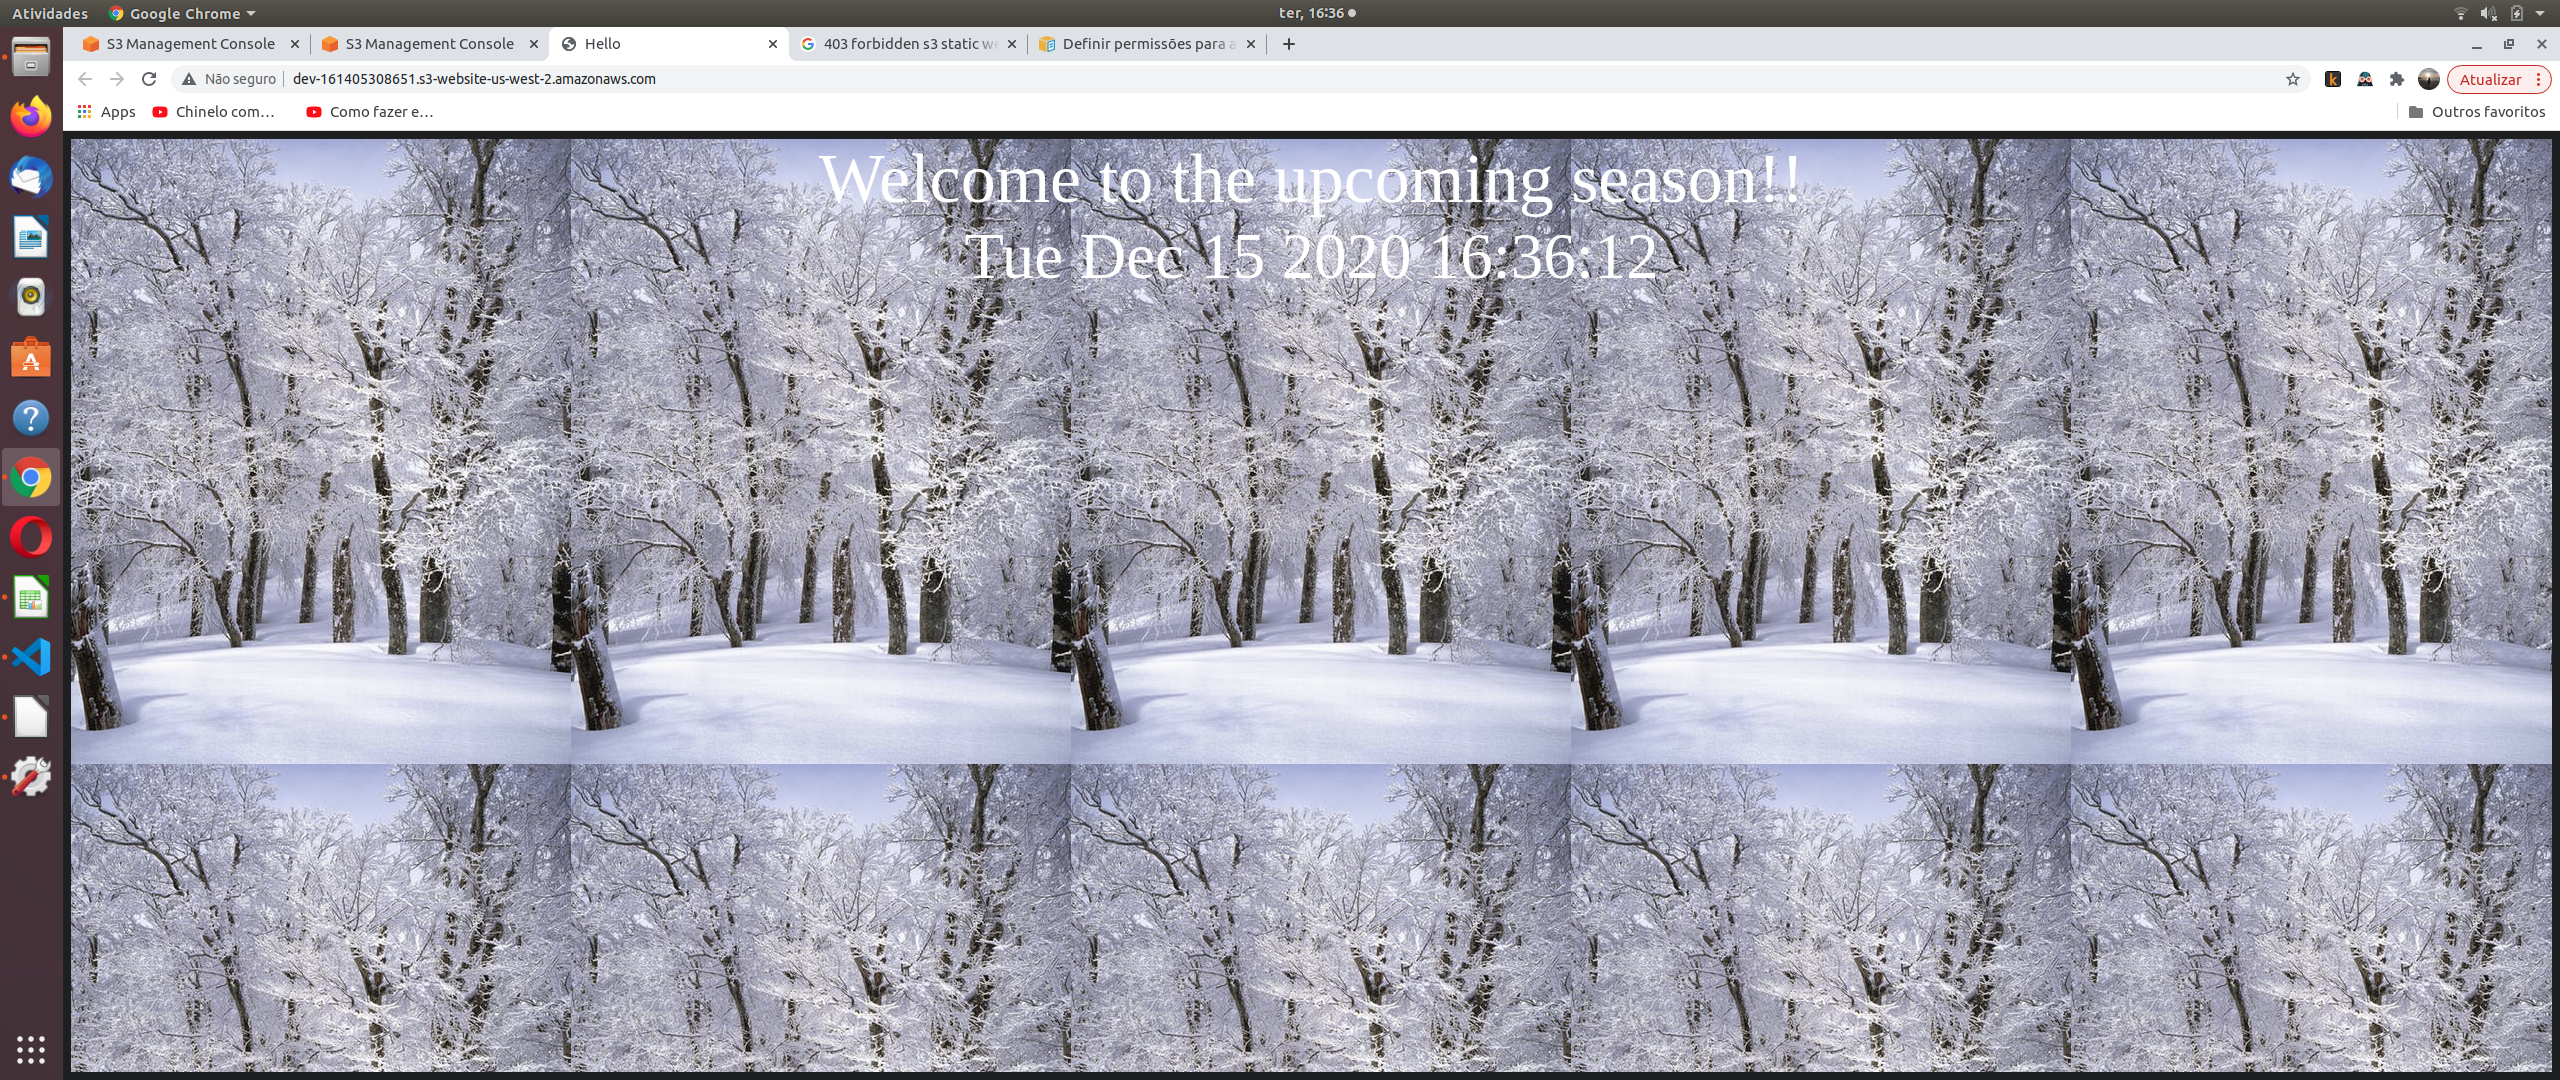 Atividades Google Chrome ter, 16:36
S3 Management Console S3 Management Console Hello 403 forbidden s3 static Definir permissões para
Não seguro dev-161405308651.s3-website-us-west-2.amazonaws.com Atualizar
Apps Chinelo com... Como fazer e... Outros favoritos
Welcome to the upcoming season!!
Tue Dec 15 2020 16:36:12